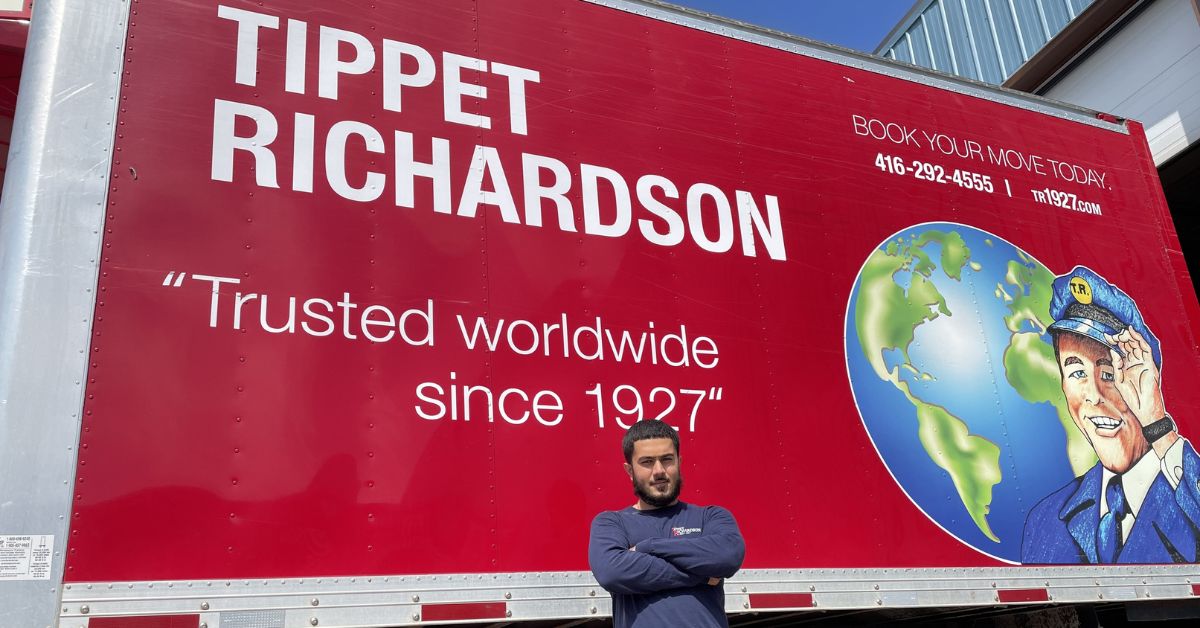 TIPPET
RICHARDSON
“Trusted worldwide
since 1927“
BOOK YOUR MOVE TODAY.
416-292-4555 | TR1927.COM
T.R.